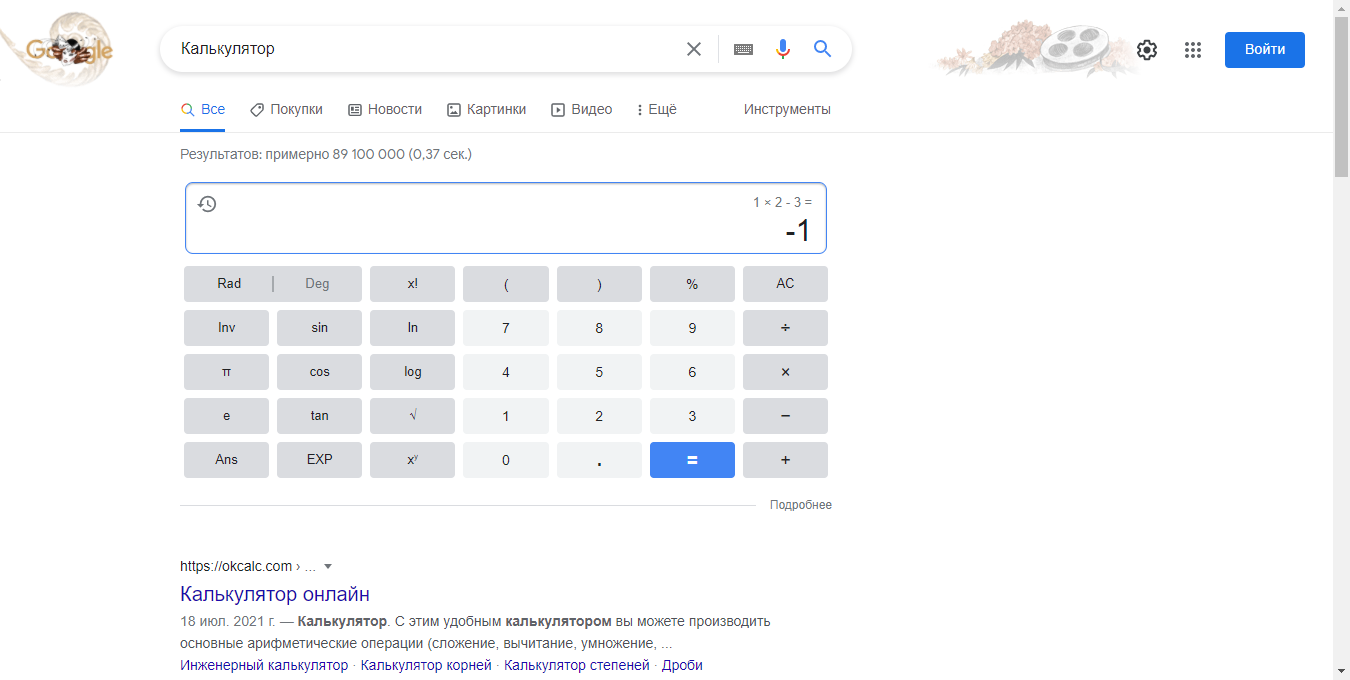 Google
Калькулятор
Войти
Все Покупки Новости Картинки Видео Ещё Инструменты
Результатов: примерно 89 100 000 (0,37 сек.)
1 × 2 - 3 =
-1
Rad | Deg x! ( ) % AC
Inv sin ln 7 8 9 ÷
π cos log 4 5 6 ×
e tan √ 1 2 3 −
Ans EXP xʸ 0 . = +
Подробнее
https://okcalc.com › ...
Калькулятор онлайн
18 июл. 2021 г. — Калькулятор. С этим удобным калькулятором вы можете производить
основные арифметические операции (сложение, вычитание, умножение, ...
Инженерный калькулятор · Калькулятор корней · Калькулятор степеней · Дроби